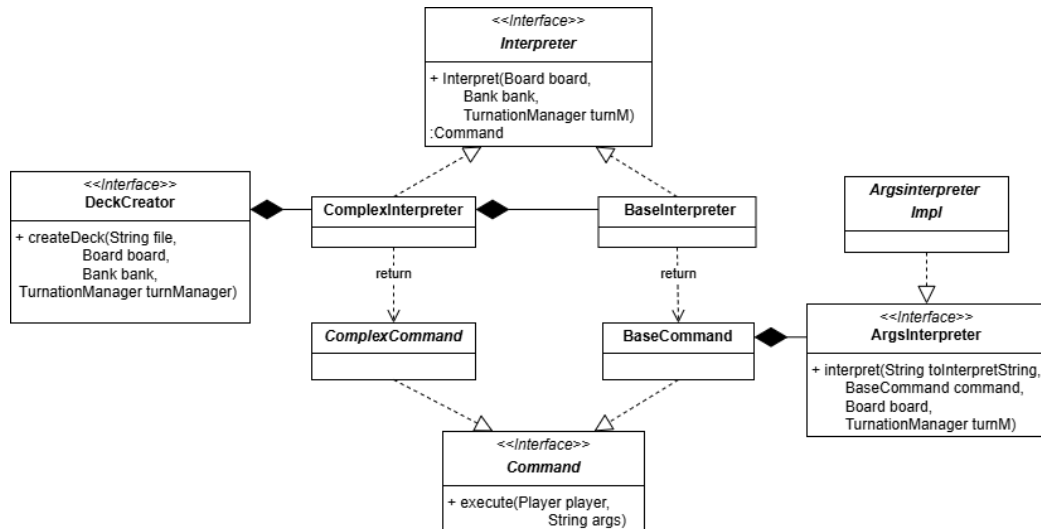 <<Interface>>
Interpreter
+ Interpret(Board board,
Bank bank,
TurnationManager turnM)
:Command
<<Interface>>
DeckCreator
+ createDeck(String file,
Board board,
Bank bank,
TurnationManager turnManager)
ComplexInterpreter
BaseInterpreter
Argsinterpreter
Impl
return
return
ComplexCommand
BaseCommand
<<Interface>>
ArgsInterpreter
+ interpret(String toInterpretString,
BaseCommand command,
Board board,
TurnationManager turnM)
<<Interface>>
Command
+ execute(Player player,
String args)